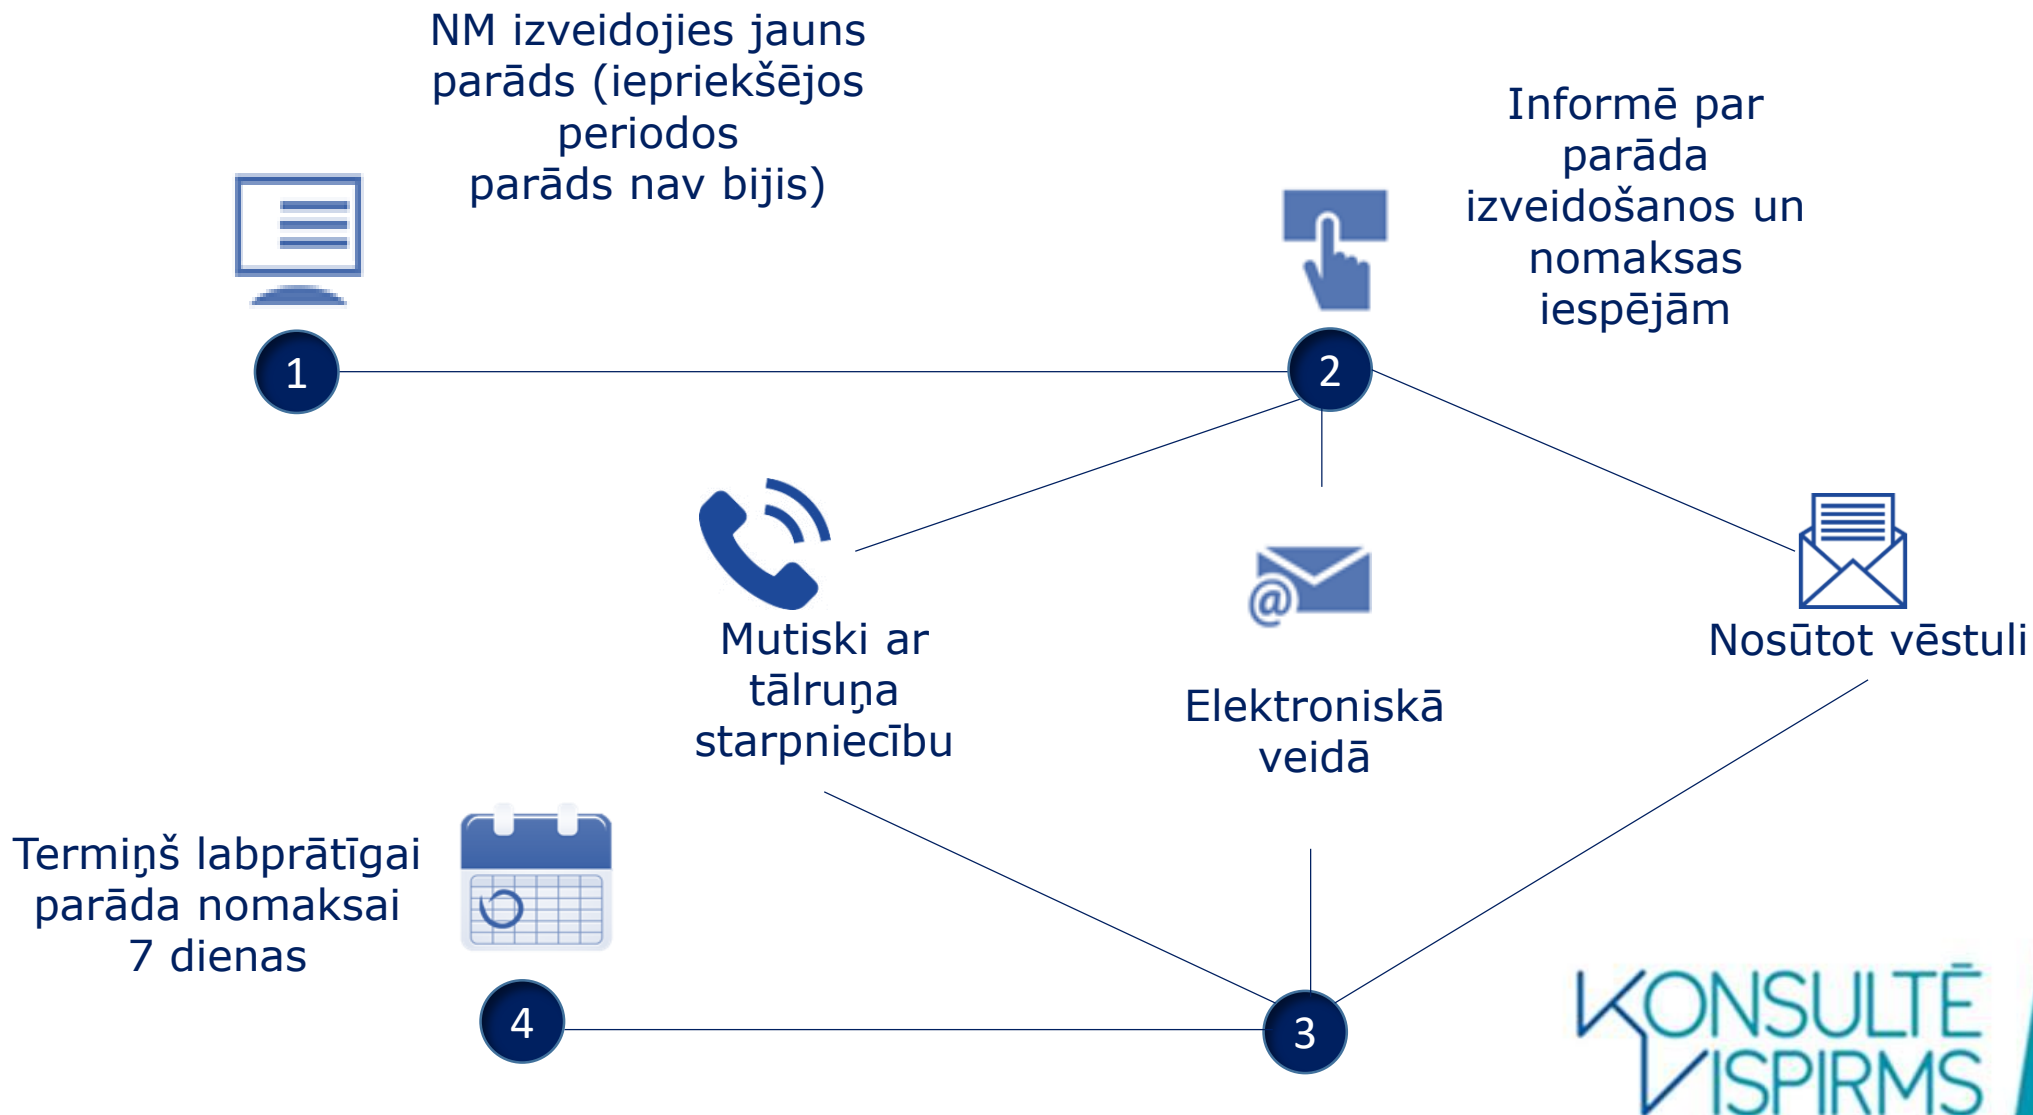 NM izveidojies jauns
parāds (iepriekšējos
periodos
parāds nav bijis)
Informē par
parāda
izveidošanos un
nomaksas
iespējām
1
2
Mutiski ar
tālruņa
starpniecību
@
Elektroniskā
veidā
Nosūtot vēstuli
Termiņš labprātīgai
parāda nomaksai
7 dienas
4
3
KONSULTĒ
VISPIRMS